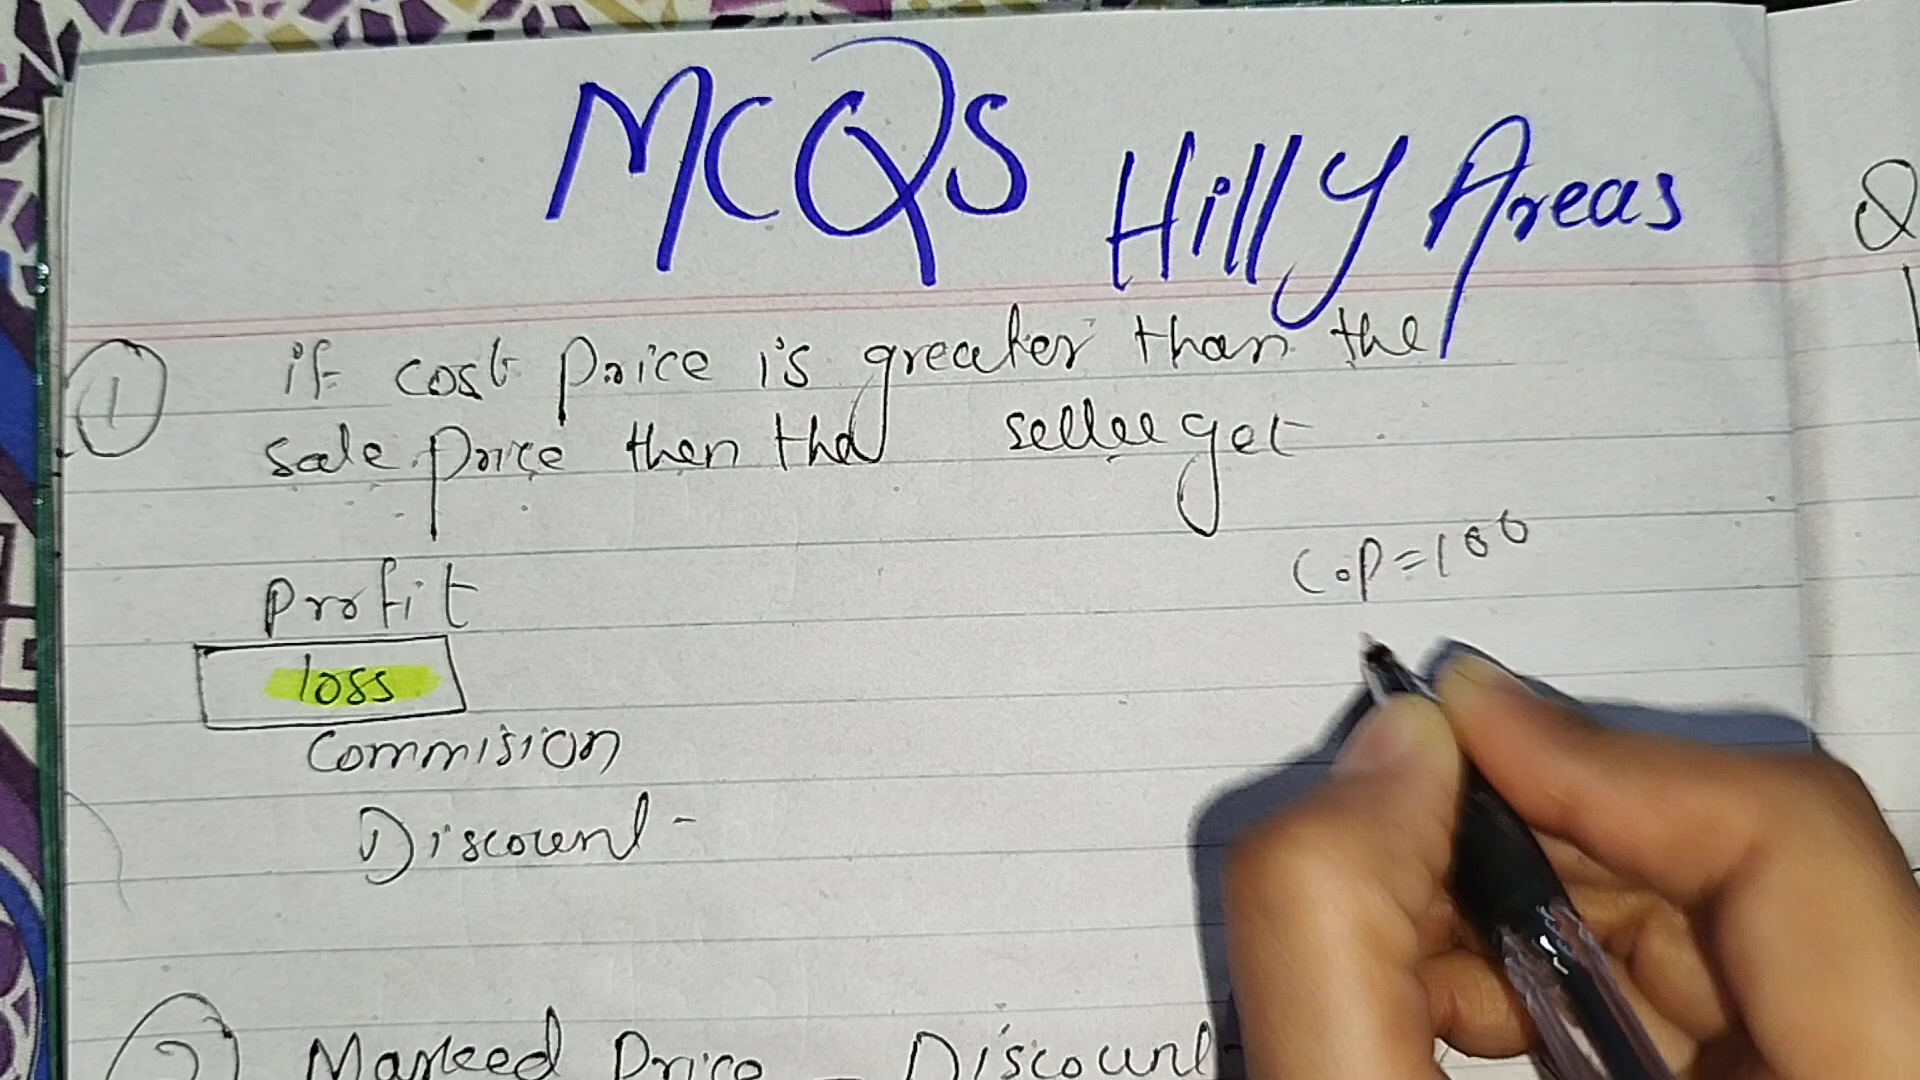 MCQS Hilly Areas
1 if cost price is greater than the
sale price then the seller get
C.P=100
Profit
loss
Commision
Discount-
2 Marked Price - Discount
Q